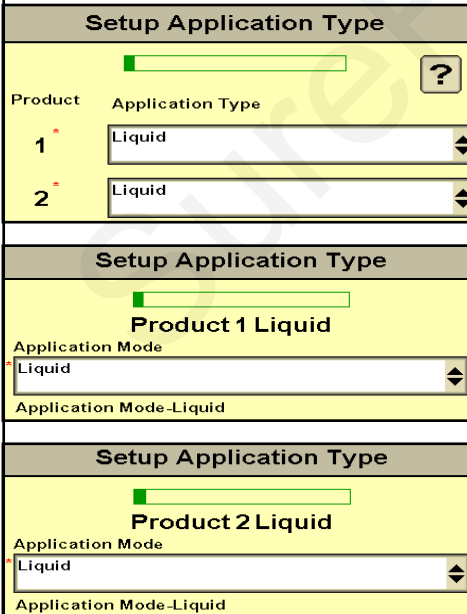 Setup Application Type
?
Product Application Type
1* Liquid
2* Liquid
Setup Application Type
Product 1 Liquid
Application Mode
* Liquid
Application Mode-Liquid
Setup Application Type
Product 2 Liquid
Application Mode
* Liquid
Application Mode-Liquid